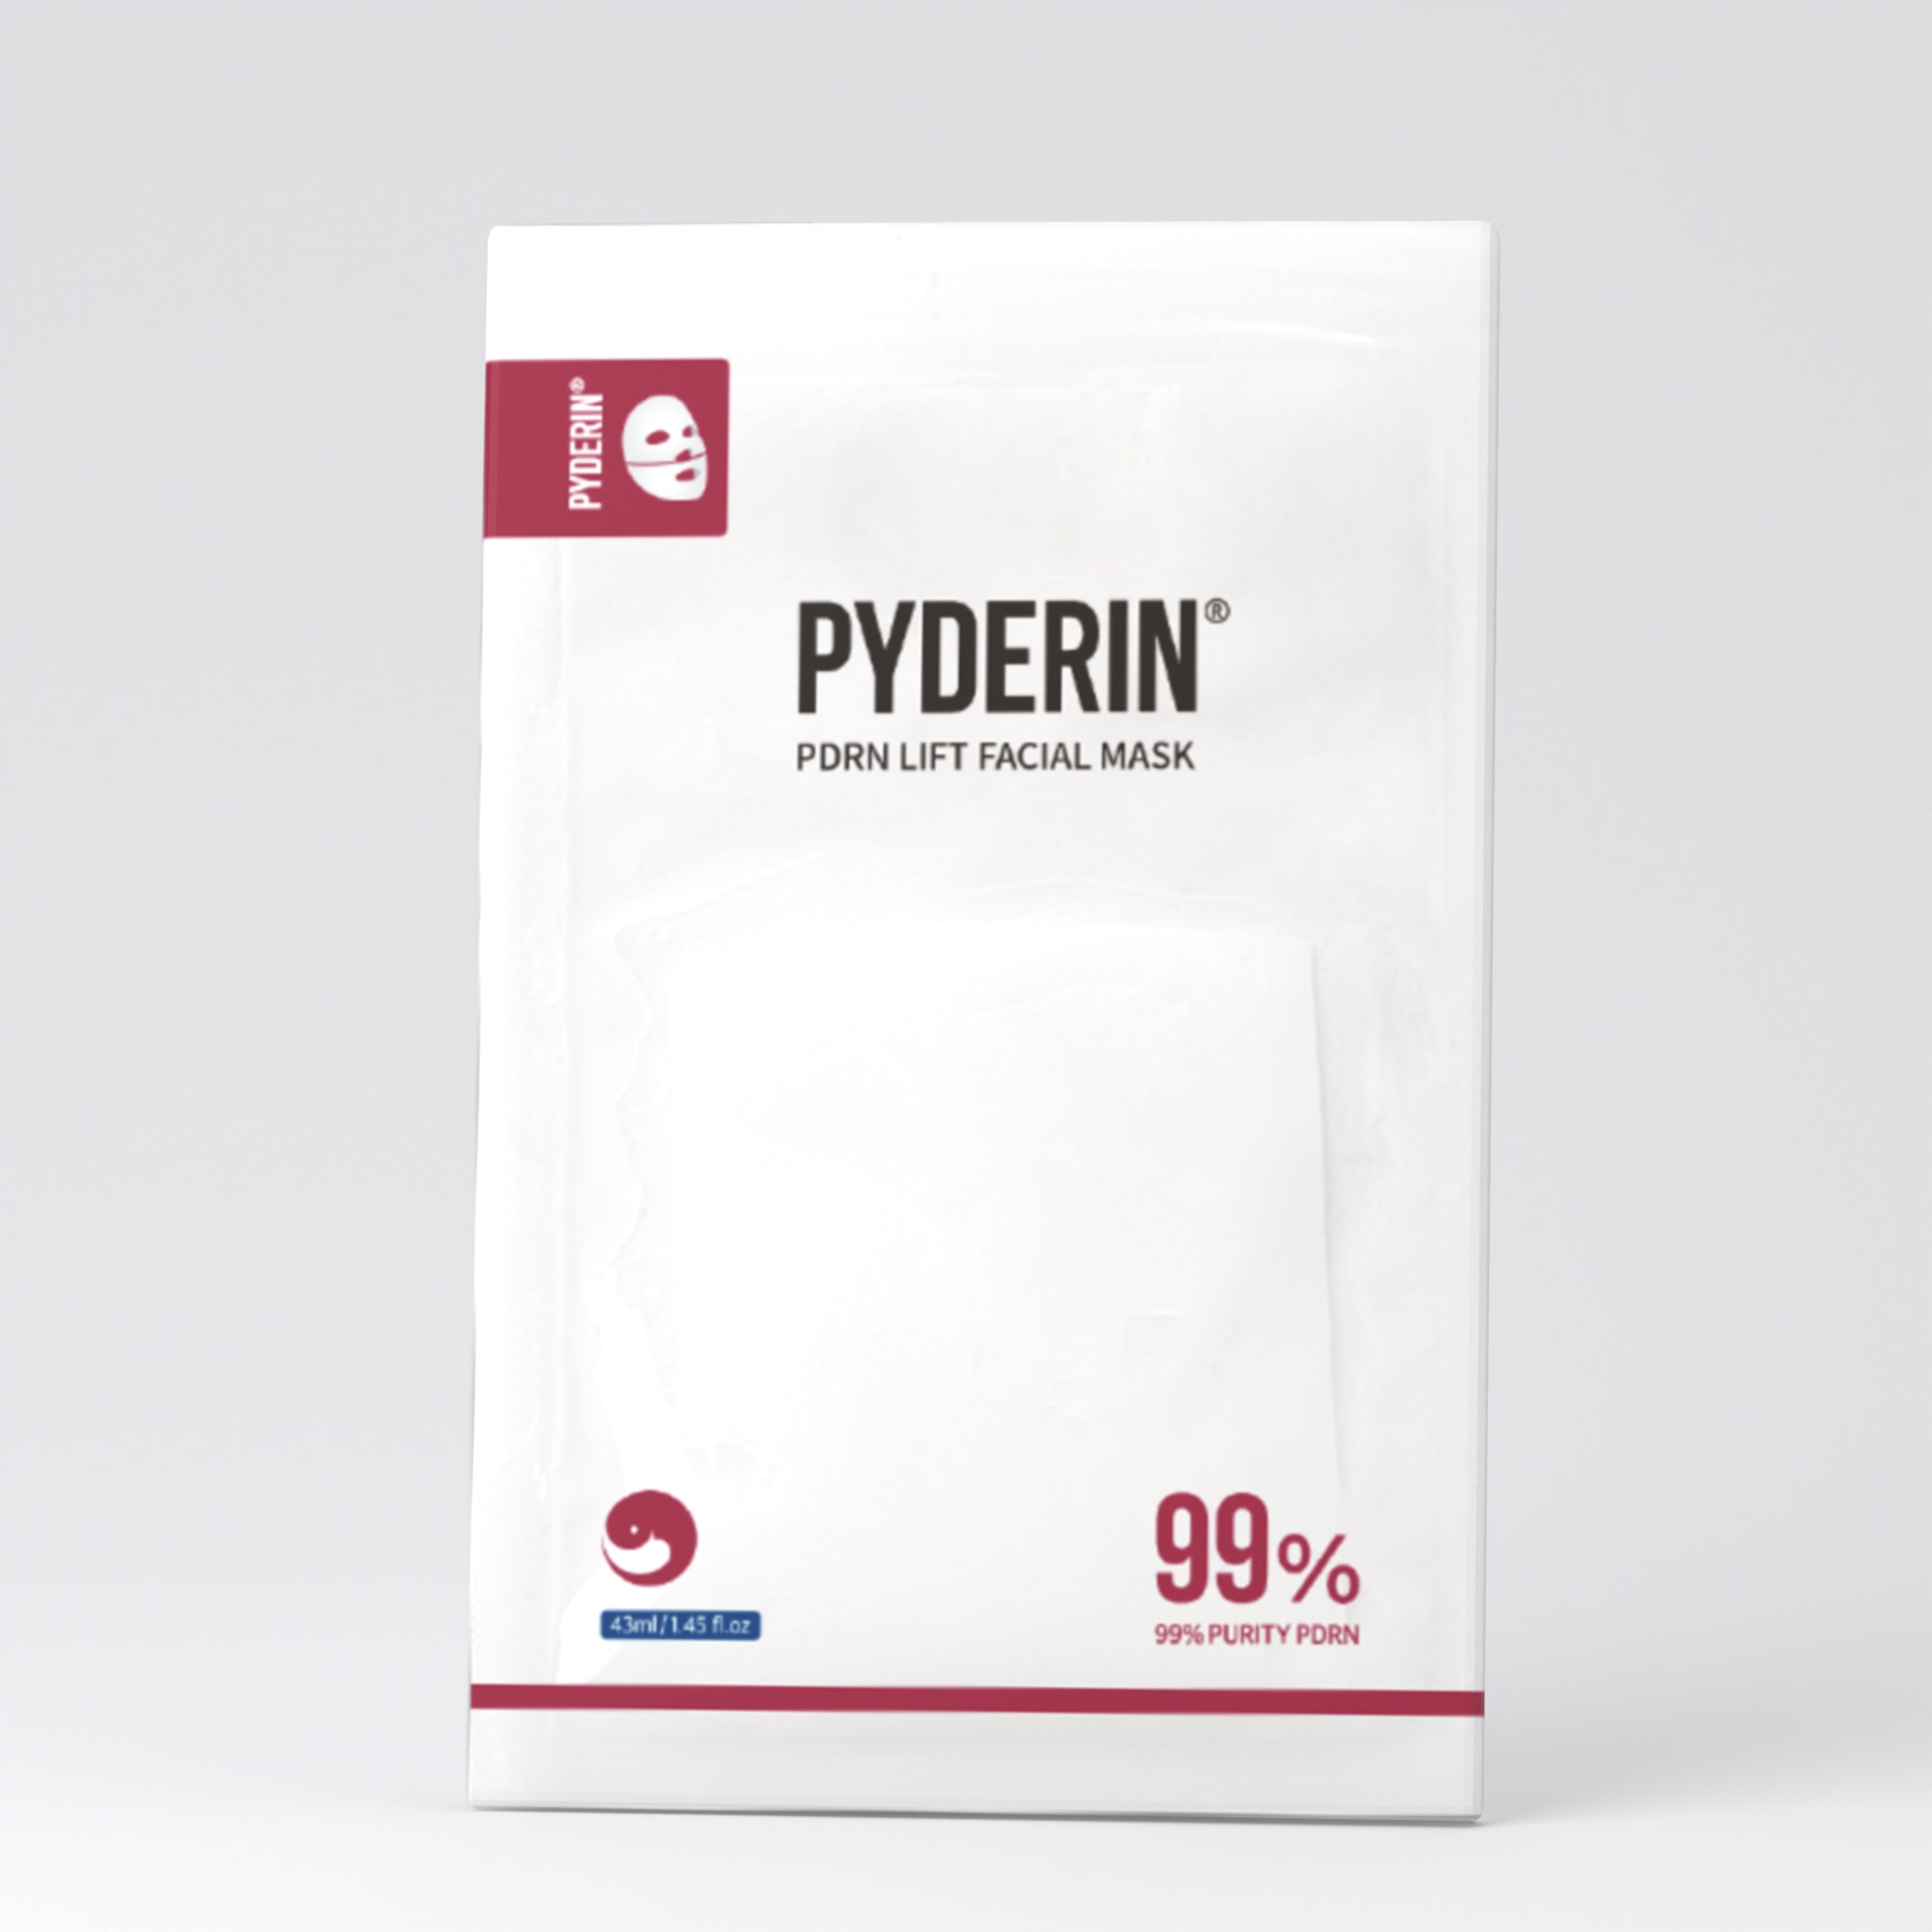 PYDERIN®
PYDERIN®
PDRN LIFT FACIAL MASK
99%
43ml/1.45 fl.oz
99% PURITY PDRN